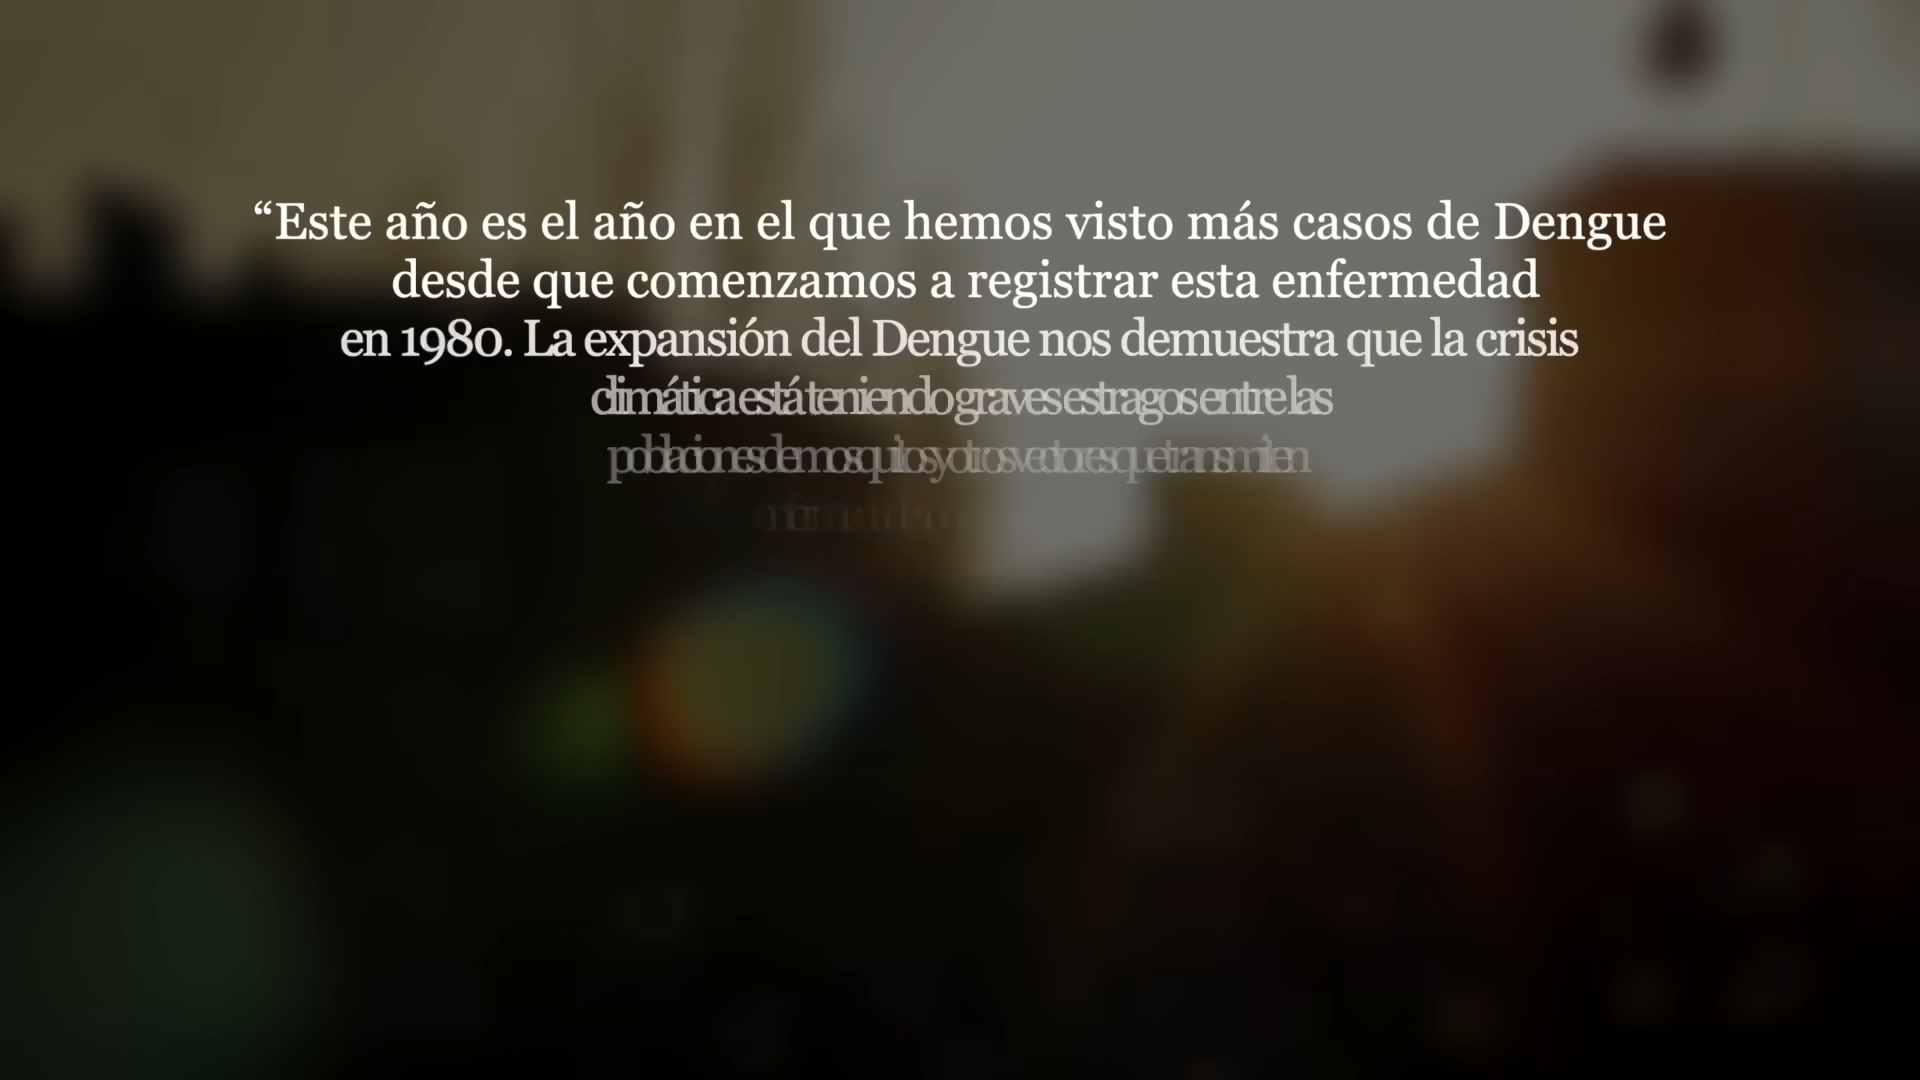 “Este año es el año en el que hemos visto más casos de Dengue
desde que comenzamos a registrar esta enfermedad
en 1980. La expansión del Dengue nos demuestra que la crisis
climática está teniendo graves estragos entre las
poblaciones de mosquitos y otros vectores que transmiten